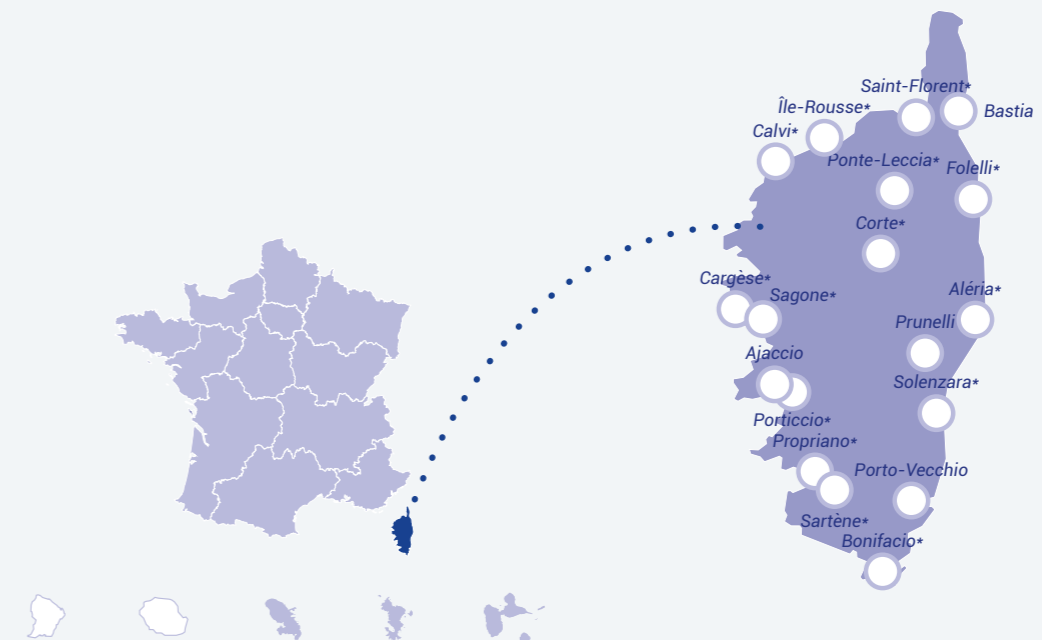 Saint-Florent*
Île-Rousse*
Bastia
Calvi*
Ponte-Leccia*
Folelli*
Corte*
Cargèse*
Sagone*
Aléria*
Prunelli
Ajaccio
Solenzara*
Porticcio*
Propriano*
Porto-Vecchio
Sartène*
Bonifacio*